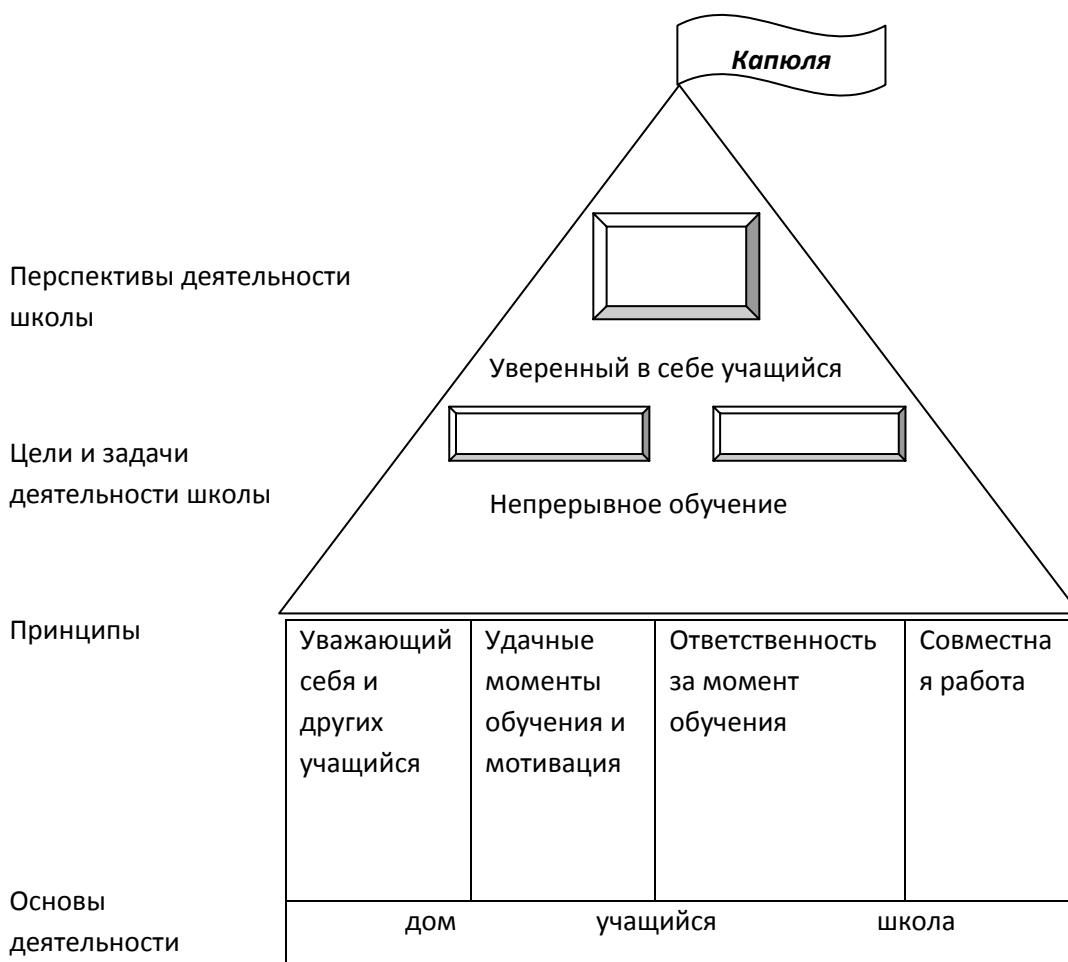 Капюля
Перспективы деятельности
школы
Уверенный в себе учащийся
Цели и задачи
деятельности школы
Непрерывное обучение
Принципы
Уважающий
себя и
других
учащийся
Удачные
моменты
обучения и
мотивация
Ответственность
за момент
обучения
Совместна
я работа
Основы
деятельности
дом учащийся школа